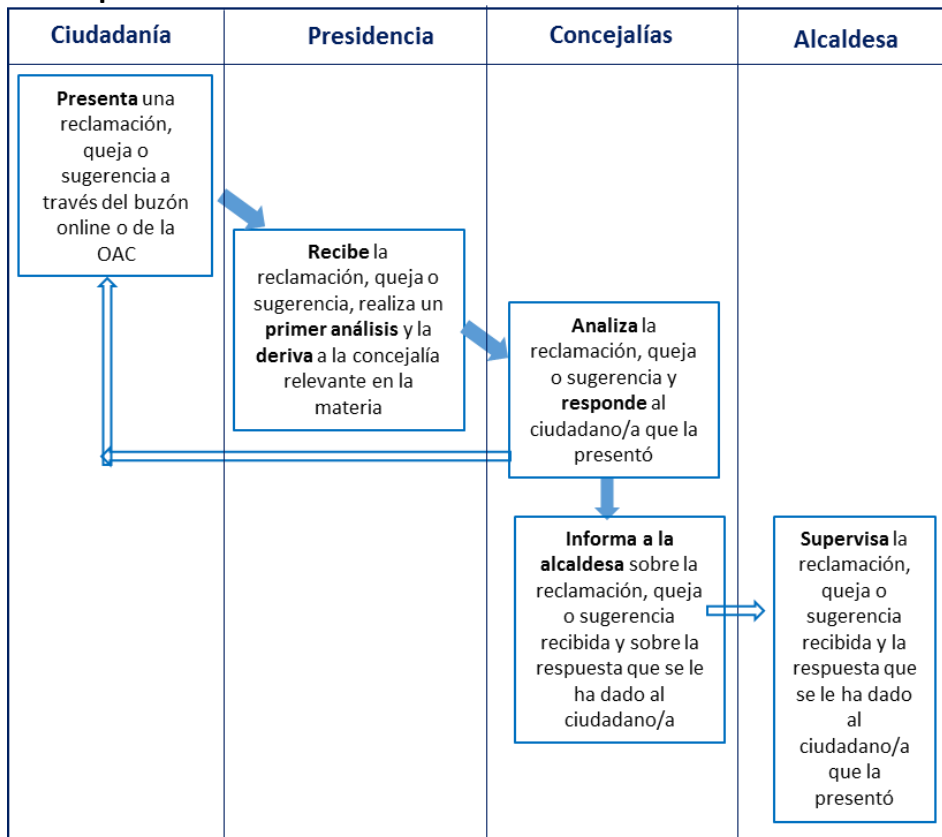 Ciudadanía
Presidencia
Concejalías
Alcaldesa
Presenta una
reclamación,
queja o
sugerencia a
través del buzón
online o de la
OAC
Recibe la
reclamación, queja o
sugerencia, realiza un
primer análisis y la
deriva a la concejalía
relevante en la
materia
Analiza la
reclamación, queja
o sugerencia y
responde al
ciudadano/a que la
presentó
Informa a la
alcaldesa sobre la
reclamación, queja
o sugerencia
recibida y sobre la
respuesta que se le
ha dado al
ciudadano/a
Supervisa la
reclamación,
queja o
sugerencia
recibida y la
respuesta que
se le ha dado
al
ciudadano/a
que la
presentó